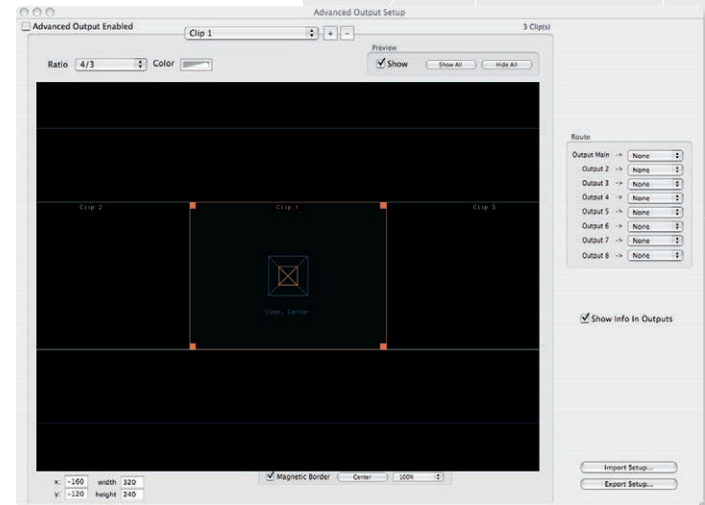 Advanced Output Setup
Advanced Output Enabled
Clip 1
+
-
3 Clip(s)
Ratio
4/3
Color
Preview
Show
Show All
Hide All
Clip 2
Clip 1
Clip 3
Comp. Center
Route
Output Main -> None
Output 2 -> None
Output 3 -> None
Output 4 -> None
Output 5 -> None
Output 6 -> None
Output 7 -> None
Output 8 -> None
Show Info In Outputs
Magnetic Border
Center
100%
x: -160 width 320
y: -120 height 240
Import Setup...
Export Setup...